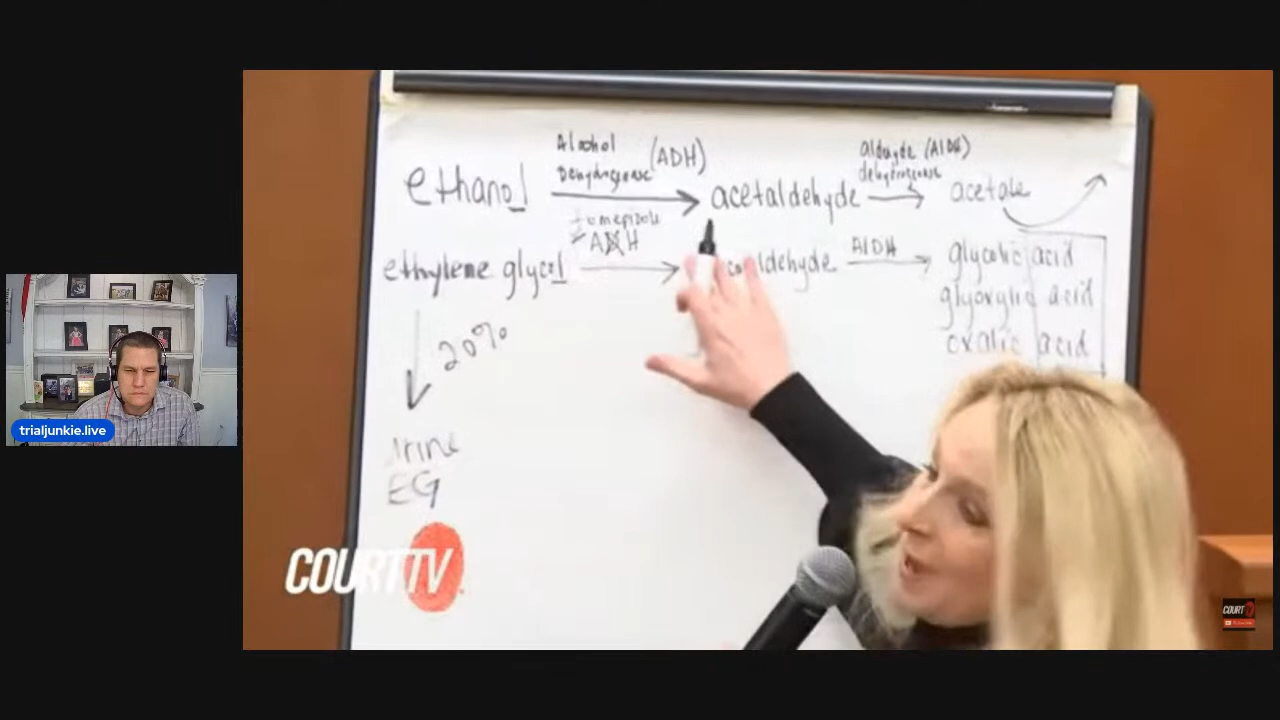 Alcohol
Dehydrogenase (ADH)
ethanol
acetaldehyde
aldehyde (AlDH)
dehydrogenase
acetate
ADH
ethylene glycol
AlDH
glycolic acid
glyoxylic acid
oxalic acid
20%
urine
EG
COURT TV
trialjunkie.live
COURT